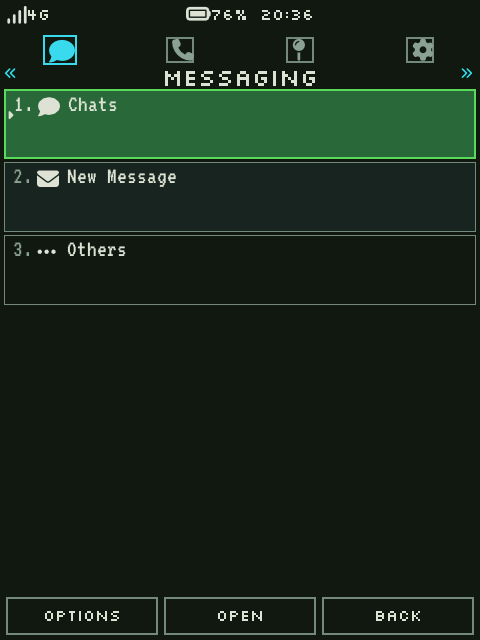 4G 76% 20:36
« MESSAGING »
1. Chats
2. New Message
3. Others
OPTIONS OPEN BACK